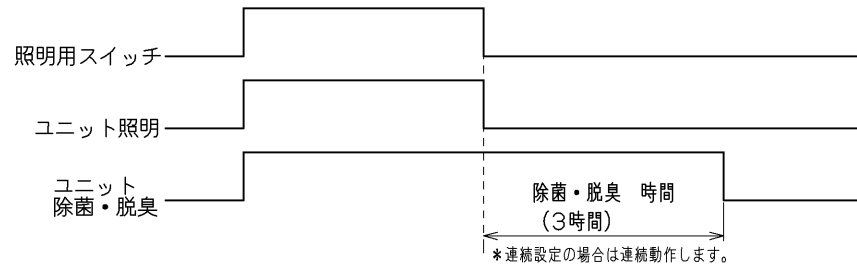 照明用スイッチ
ユニット照明
ユニット
除菌・脱臭
除菌・脱臭 時間
(3時間)
*連続設定の場合は連続動作します。